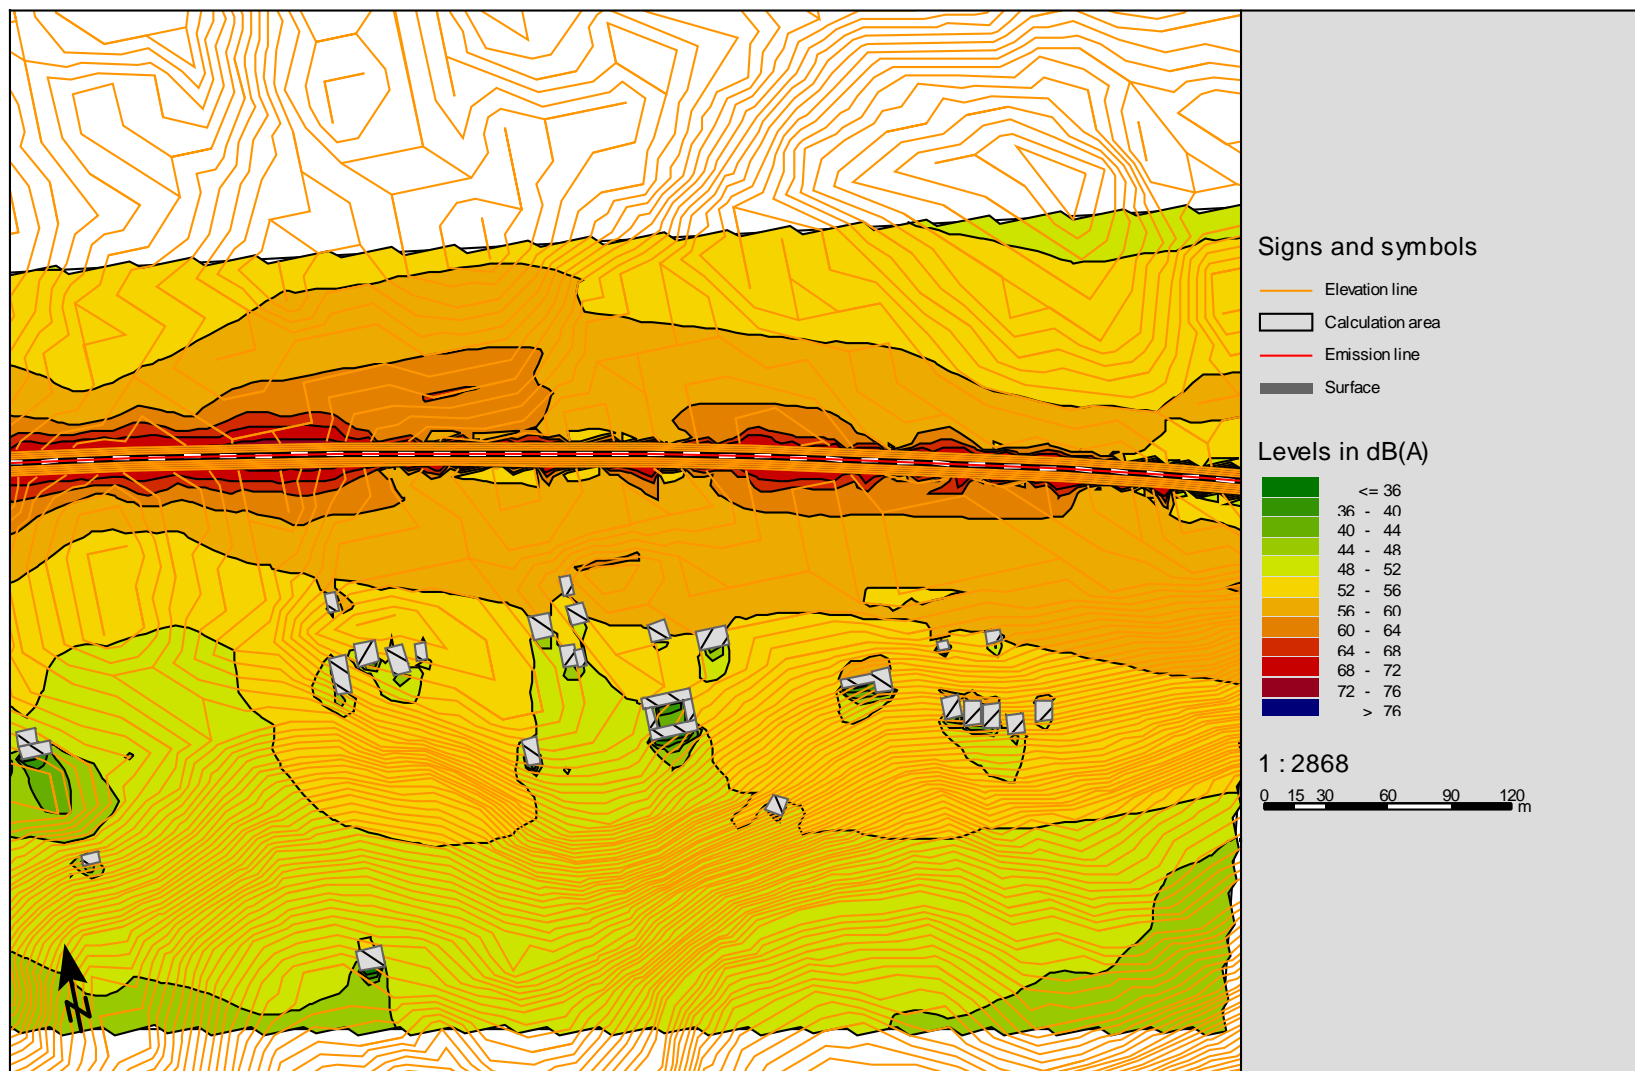 Signs and symbols
Elevation line
Calculation area
Emission line
Surface
Levels in dB(A)
<= 36
36 - 40
40 - 44
44 - 48
48 - 52
52 - 56
56 - 60
60 - 64
64 - 68
68 - 72
72 - 76
> 76
1 : 2868
0 15 30 60 90 120
m
N